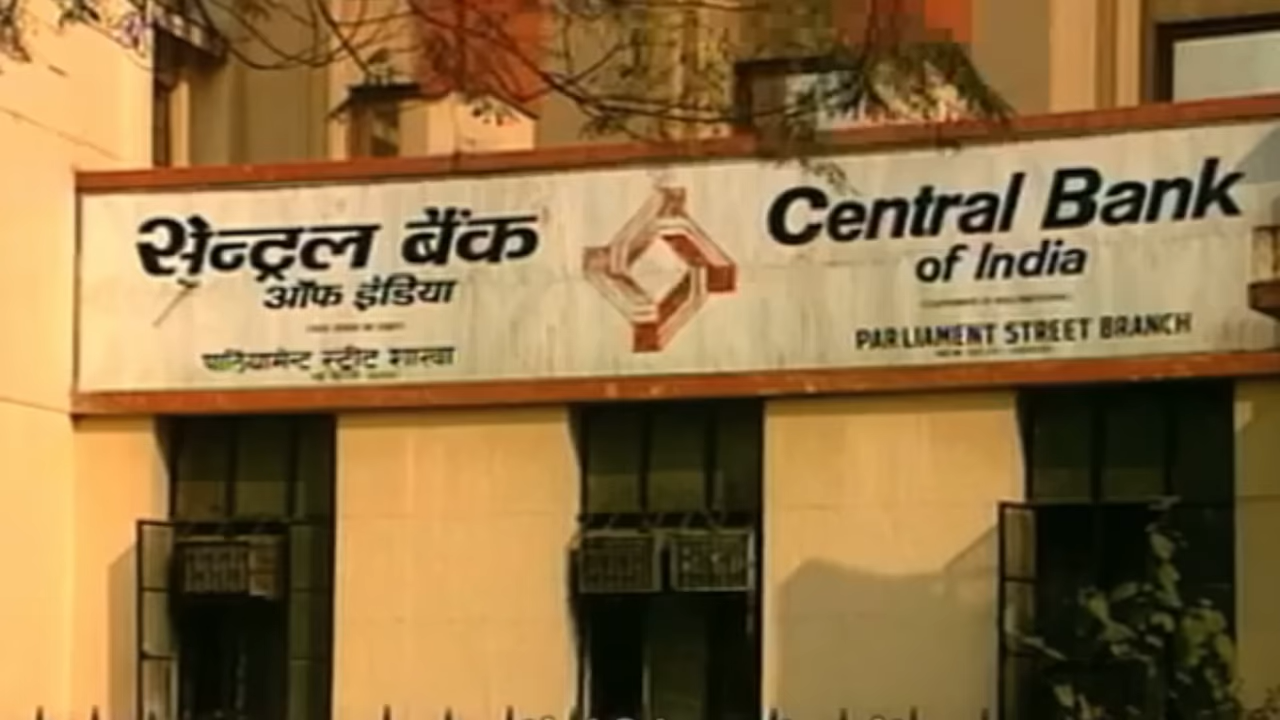 सेन्ट्रल बैंक
ऑफ इंडिया
पार्लियामेन्ट स्ट्रीट शाखा
Central Bank
of India
PARLIAMENT STREET BRANCH